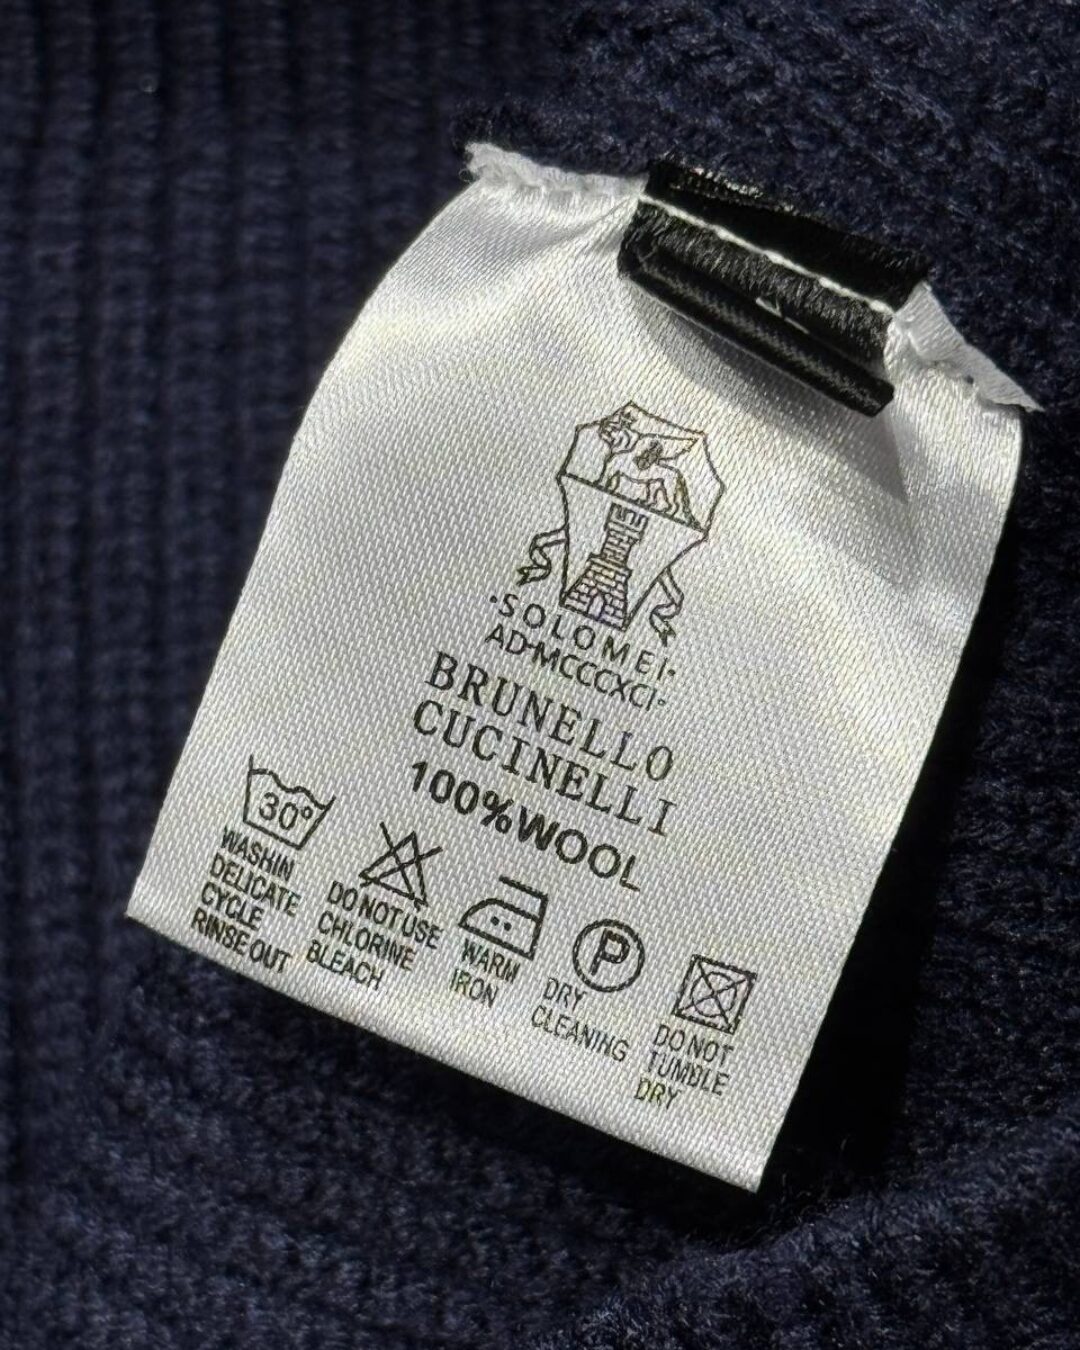 ·SOLOMEI·
AD·MCCCXCI·
BRUNELLO
CUCINELLI
100%WOOL
30°
WASHIN
DELICATE
CYCLE
RINSE OUT
DO NOT USE
CHLORINE
BLEACH
WARM
IRON
P
DRY
CLEANING
DO NOT
TUMBLE
DRY